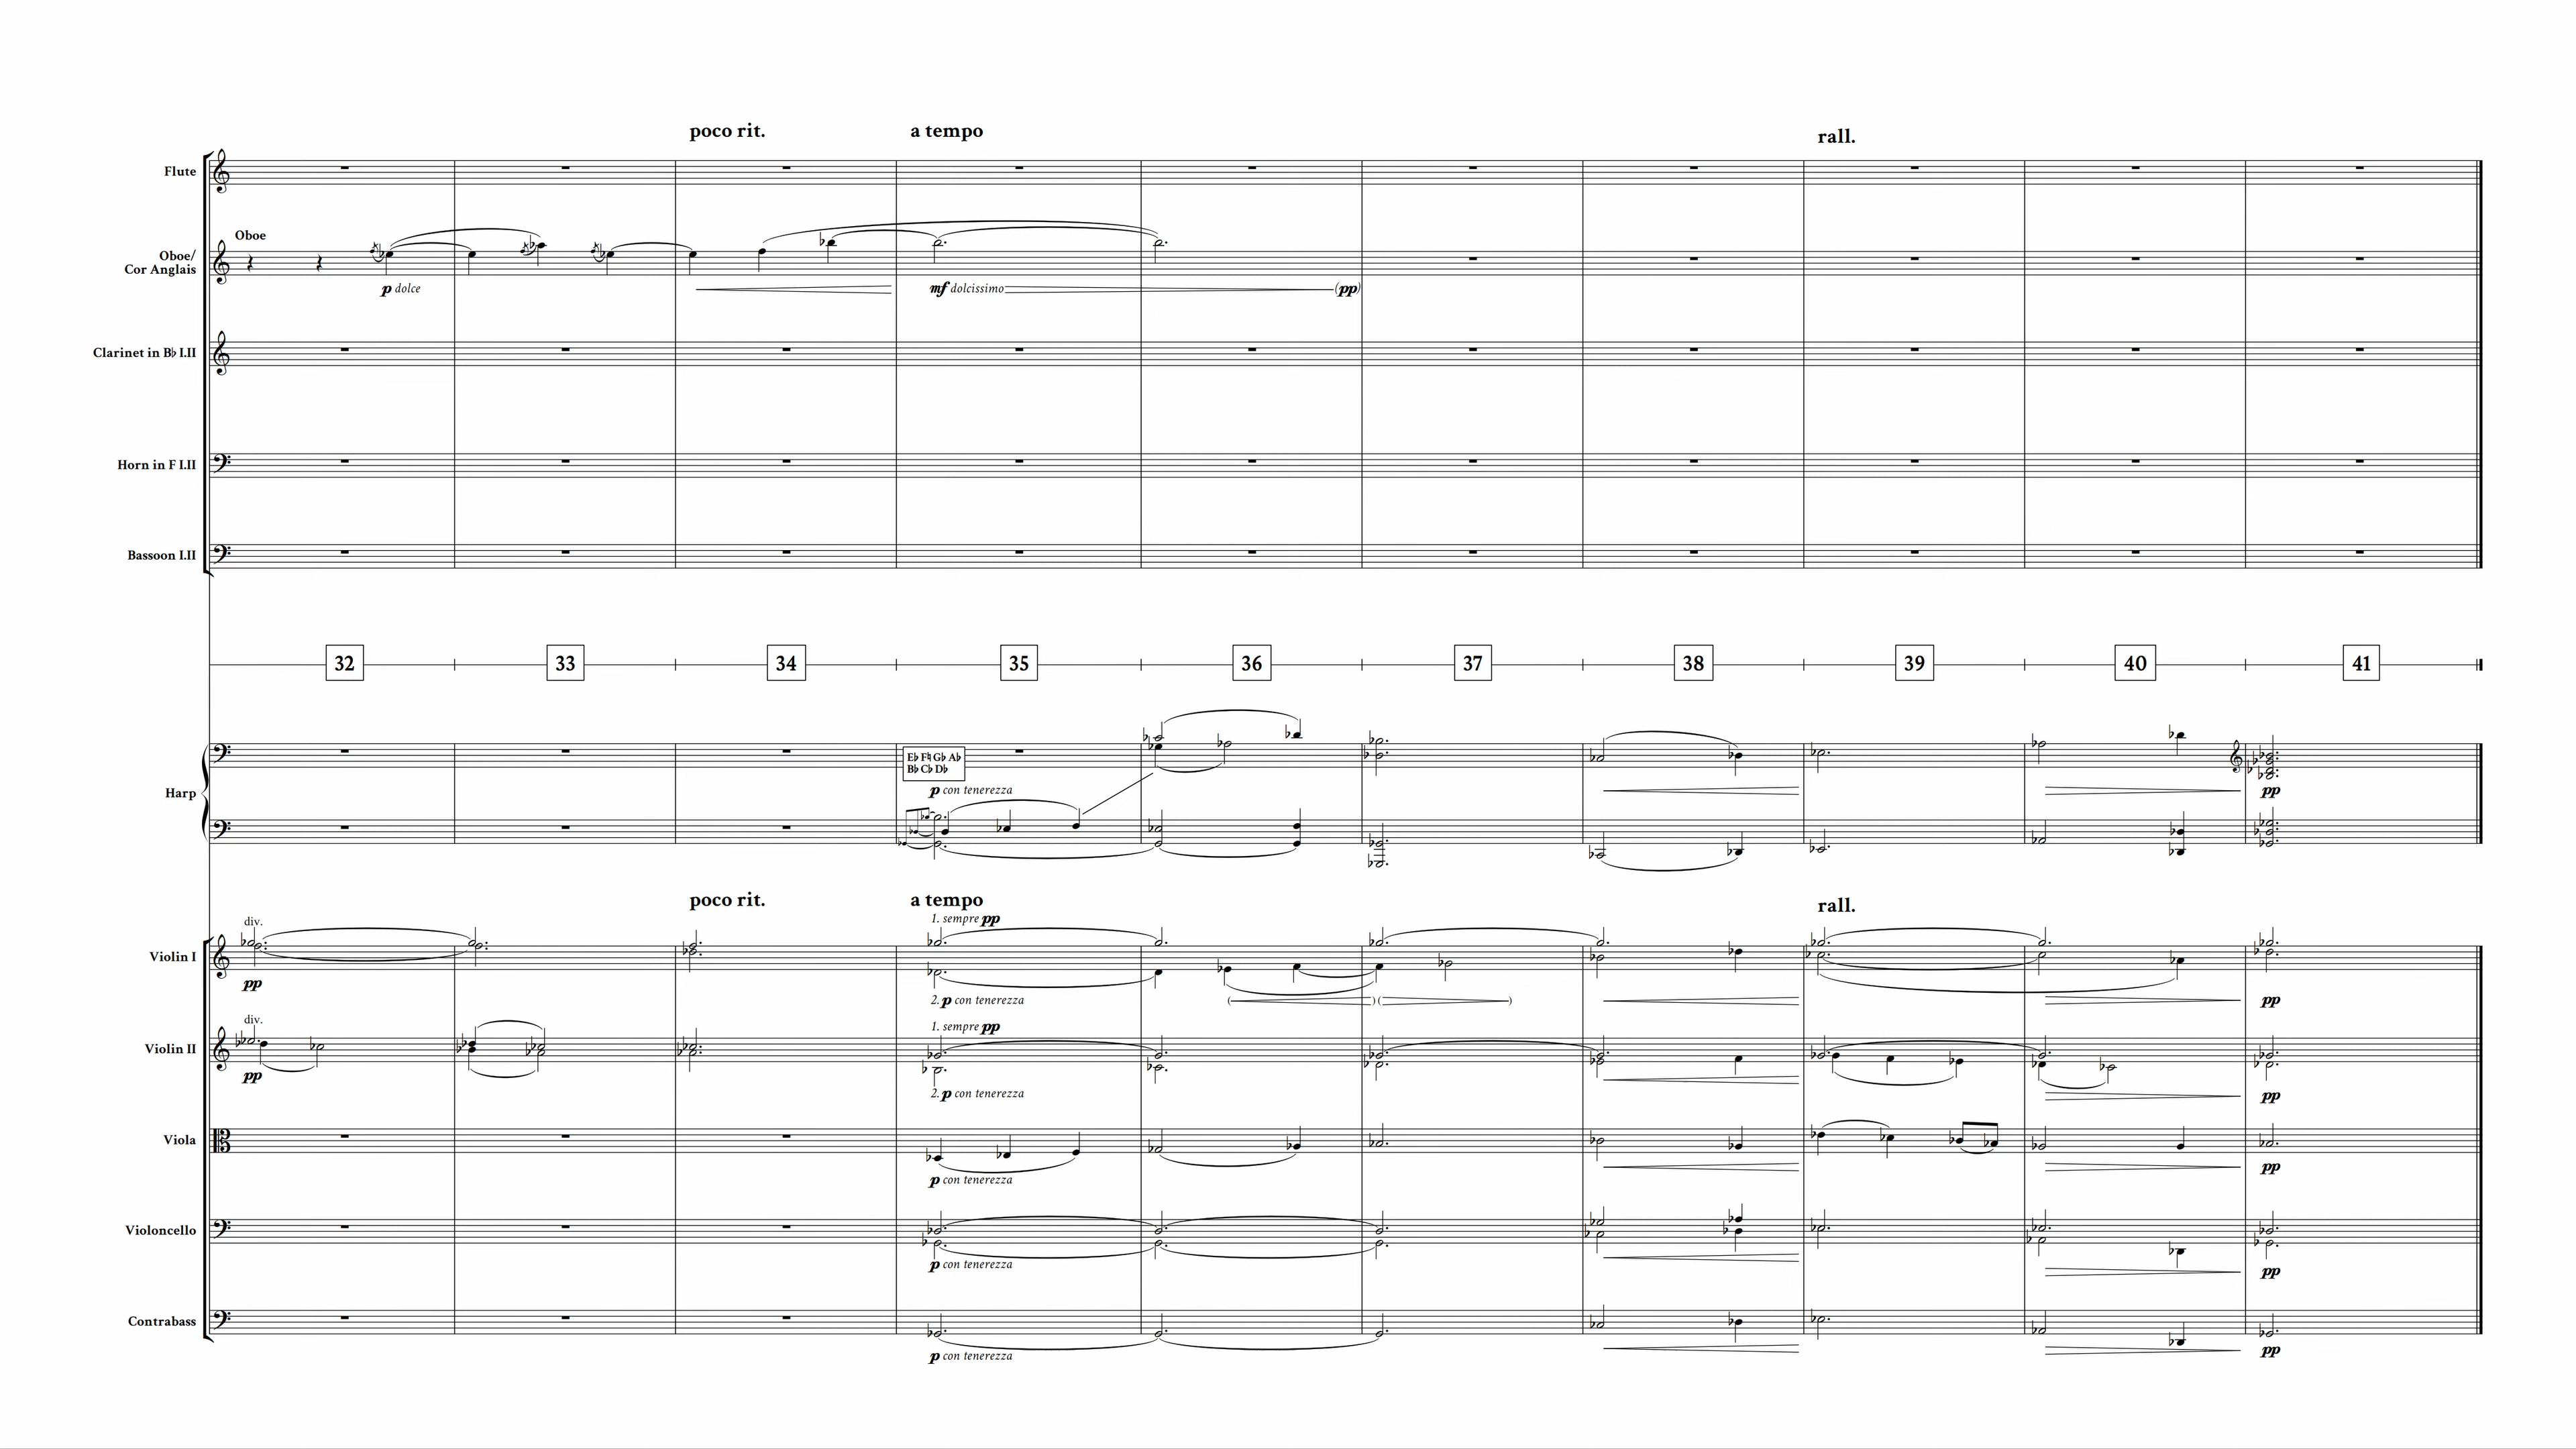 poco rit. a tempo rall.
Flute
Oboe
Oboe/
Cor Anglais
p dolce mf dolcissimo (pp)
Clarinet in B♭ I.II
Horn in F I.II
Bassoon I.II
32 33 34 35 36 37 38 39 40 41
E♭ F♮ G♭ A♭
B♭ C♭ D♭
p con tenerezza pp
Harp
poco rit. a tempo rall.
div. 1. sempre pp
Violin I
pp 2. p con tenerezza pp
div. 1. sempre pp
Violin II
pp 2. p con tenerezza pp
Viola
p con tenerezza pp
Violoncello
p con tenerezza pp
Contrabass
p con tenerezza pp